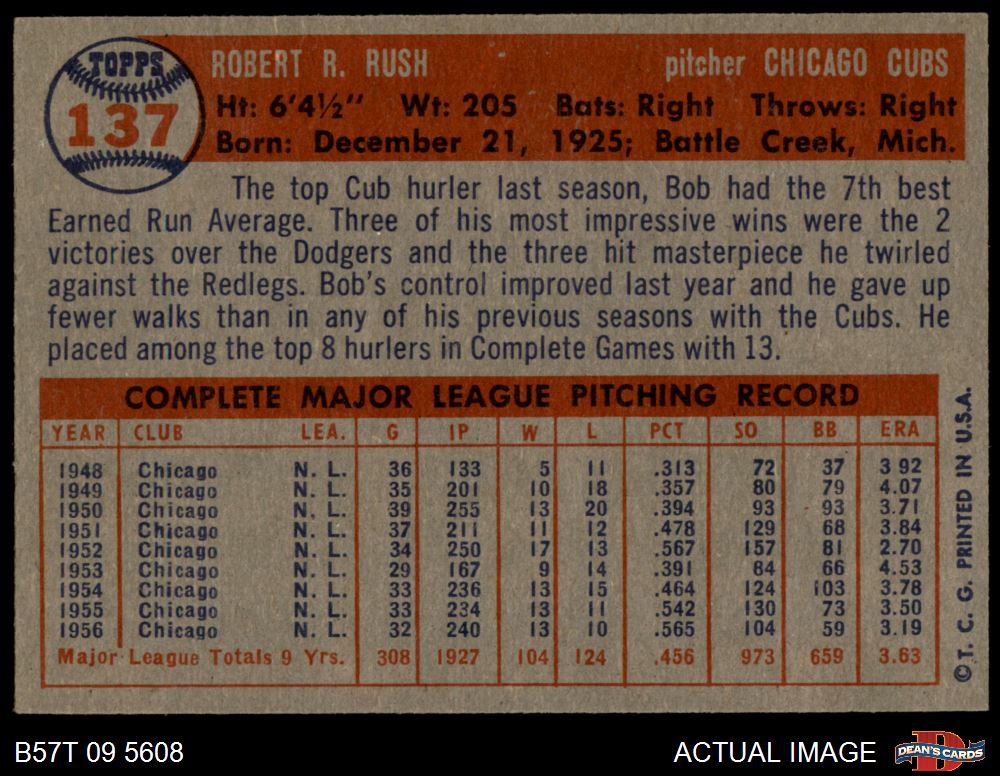 TOPPS
137
ROBERT R. RUSH pitcher CHICAGO CUBS
Ht: 6'4½" Wt: 205 Bats: Right Throws: Right
Born: December 21, 1925; Battle Creek, Mich.
The top Cub hurler last season, Bob had the 7th best
Earned Run Average. Three of his most impressive wins were the 2
victories over the Dodgers and the three hit masterpiece he twirled
against the Redlegs. Bob's control improved last year and he gave up
fewer walks than in any of his previous seasons with the Cubs. He
placed among the top 8 hurlers in Complete Games with 13.
COMPLETE MAJOR LEAGUE PITCHING RECORD
YEAR CLUB LEA. G IP W L PCT SO BB ERA
1948 Chicago N. L. 36 133 5 11 .313 72 37 3 92
1949 Chicago N. L. 35 201 10 18 .357 80 79 4.07
1950 Chicago N. L. 39 255 13 20 .394 93 93 3.71
1951 Chicago N. L. 37 211 11 12 .478 129 68 3.84
1952 Chicago N. L. 34 250 17 13 .567 157 81 2.70
1953 Chicago N. L. 29 167 9 14 .391 84 66 4.53
1954 Chicago N. L. 33 236 13 15 .464 124 103 3.78
1955 Chicago N. L. 33 234 13 11 .542 130 73 3.50
1956 Chicago N. L. 32 240 13 10 .565 104 59 3.19
Major League Totals 9 Yrs. 308 1927 104 124 .456 973 659 3.63
© T. C. G. PRINTED IN U.S.A.
B57T 09 5608 ACTUAL IMAGE DEAN'S CARDS